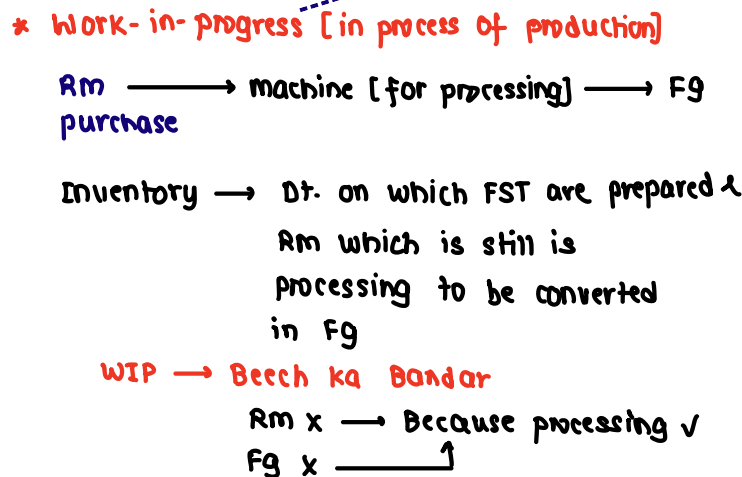 * Work-in-progress [in process of production]
Rm → machine [for processing] → Fg
purchase
Inventory → Dt. on which FST are prepared &
Rm which is still is
processing to be converted
in Fg
WIP → Beech ka Bandar
Rm x → Because processing ✓
Fg x